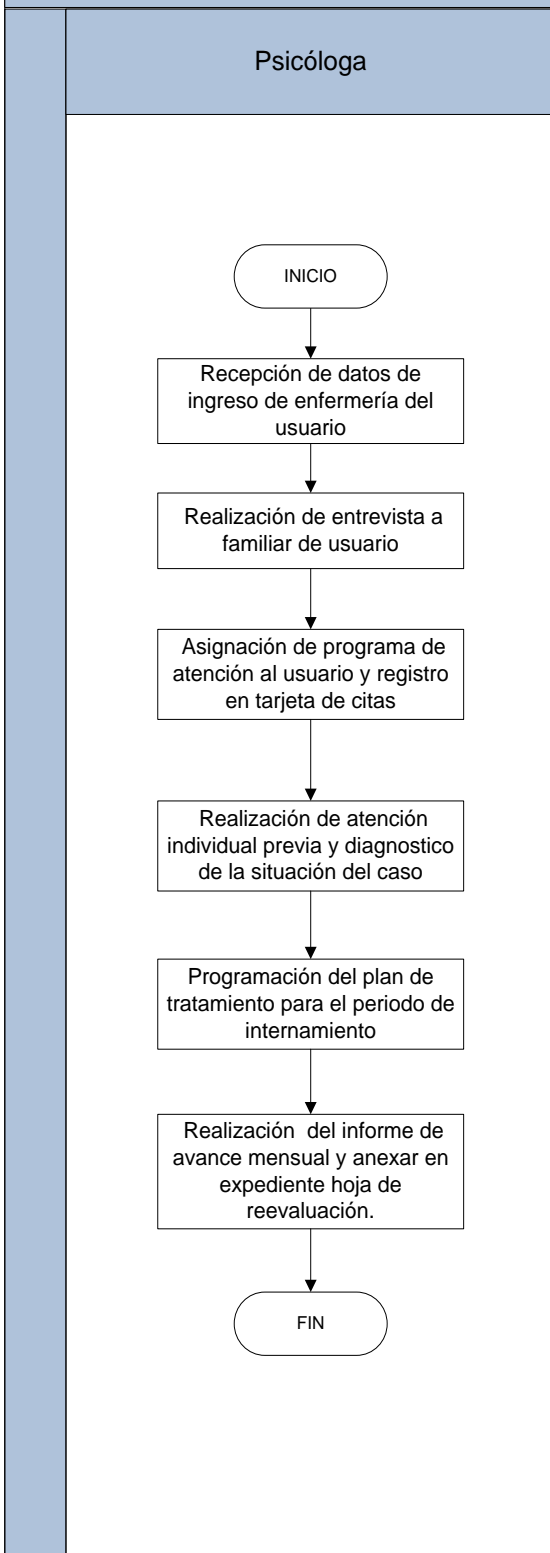 Psicóloga
INICIO
Recepción de datos de
ingreso de enfermería del
usuario
Realización de entrevista a
familiar de usuario
Asignación de programa de
atención al usuario y registro
en tarjeta de citas
Realización de atención
individual previa y diagnostico
de la situación del caso
Programación del plan de
tratamiento para el periodo de
internamiento
Realización  del informe de
avance mensual y anexar en
expediente hoja de
reevaluación.
FIN